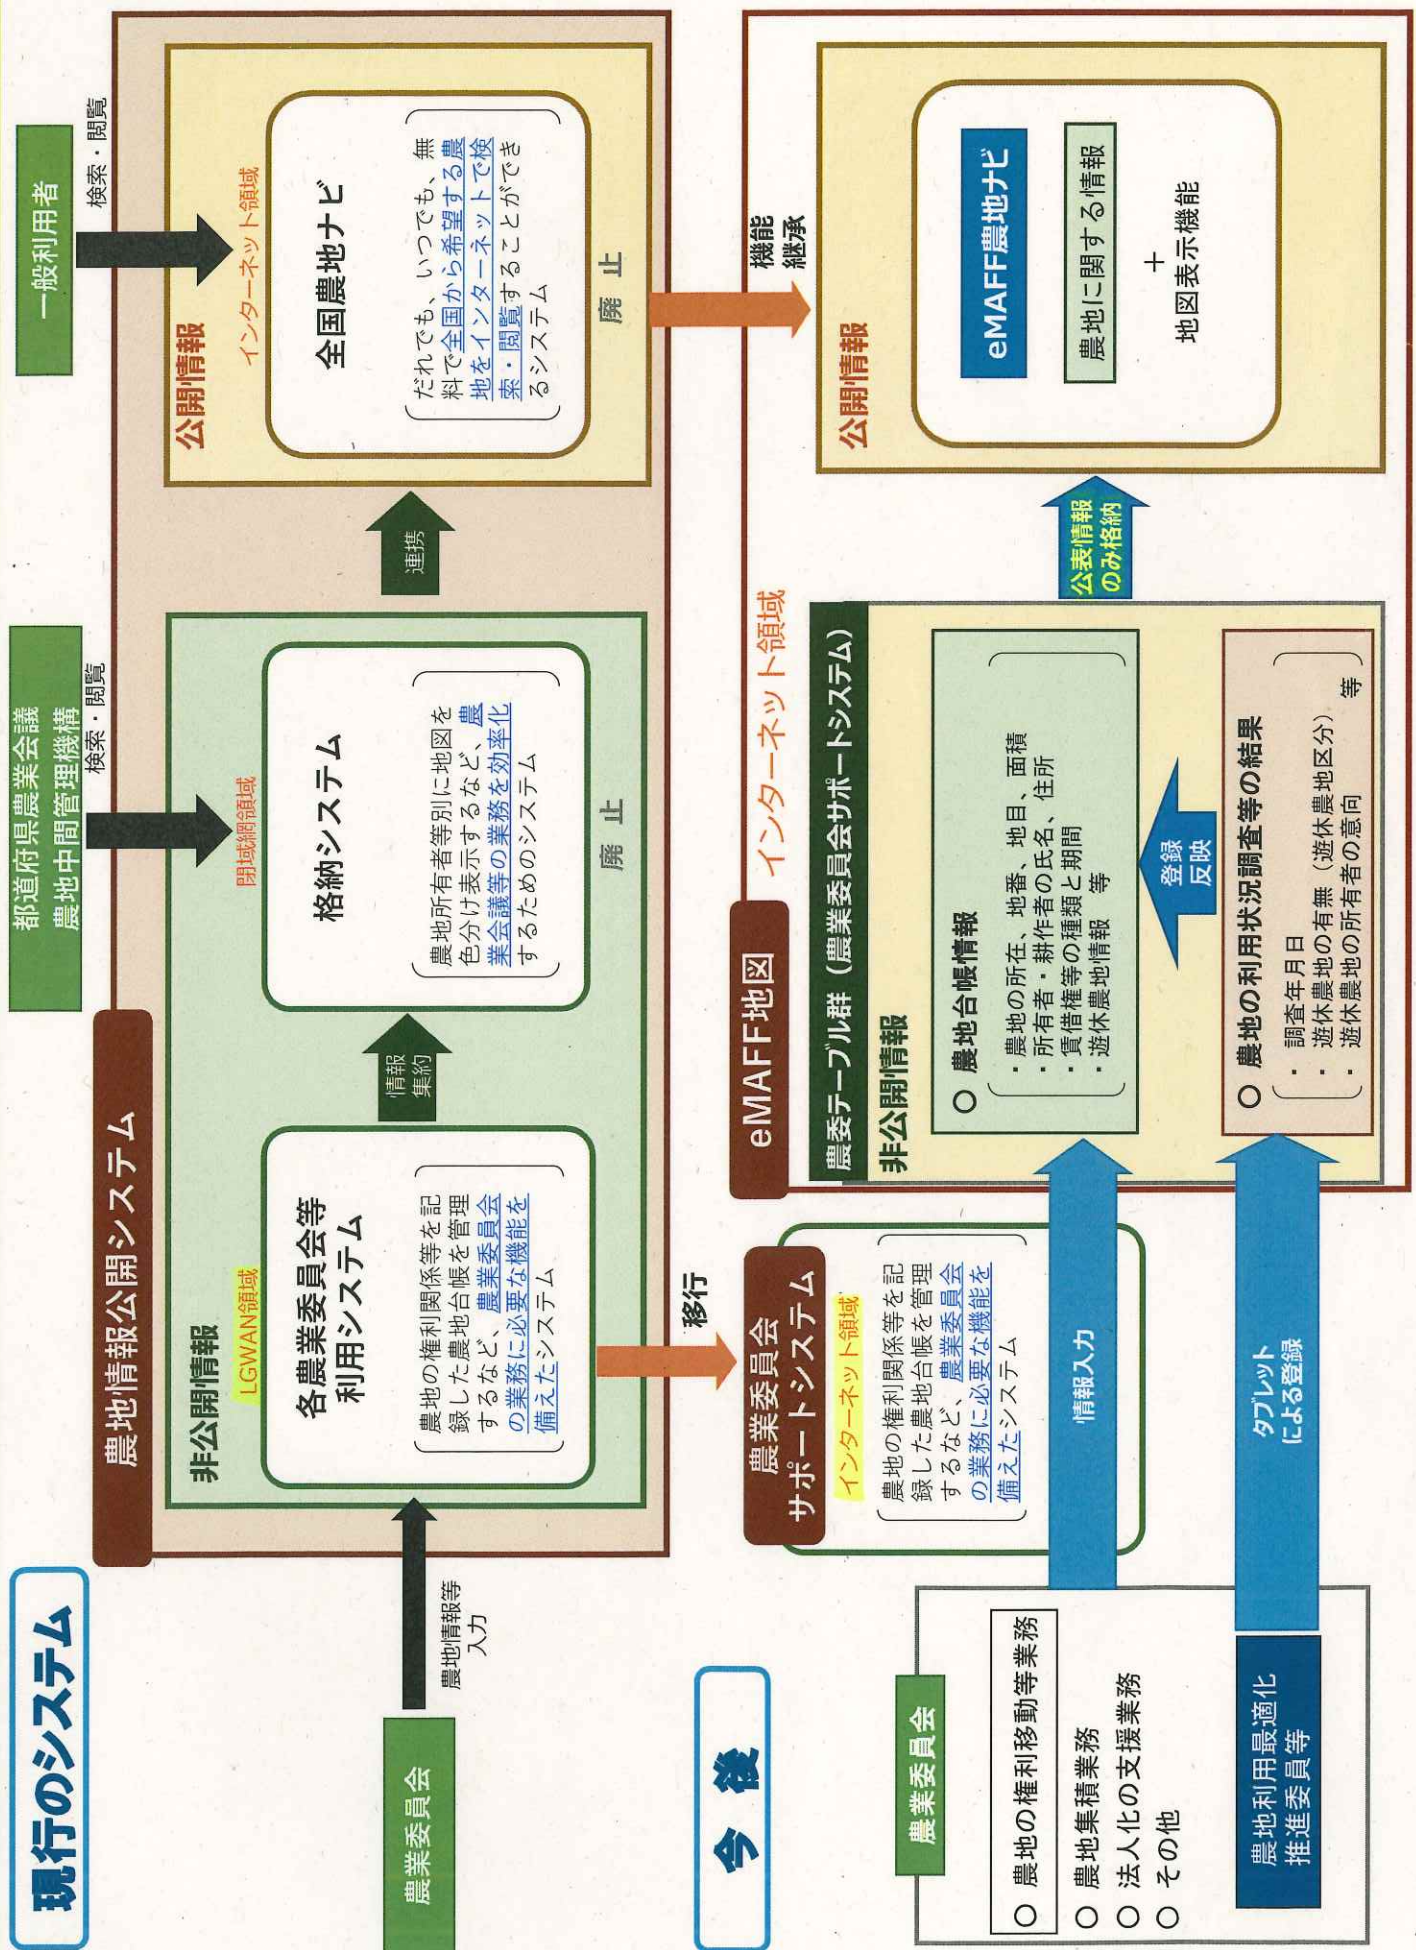 現行のシステム
農地情報公開システム
都道府県農業会議
農地中間管理機構
検索・閲覧
一般利用者
検索・閲覧
農業委員会
農地情報等
入力
非公開情報
LGWAN領域
各農業委員会等
利用システム
農地の権利関係等を記
録した農地台帳を管理
するなど、農業委員会
の業務に必要な機能を
備えたシステム
情報
集約
閉域網領域
格納システム
農地所有者等別に地図を
色分け表示するなど、農
業会議等の業務を効率化
するためのシステム
廃 止
連携
公開情報
インターネット領域
全国農地ナビ
だれでも、いつでも、無
料で全国から希望する農
地をインターネットで検
索・閲覧することができ
るシステム
廃 止
移行
機能
継承
今 後
農業委員会
○ 農地の権利移動等業務
○ 農地集積業務
○ 法人化の支援業務
○ その他
農地利用最適化
推進委員等
農業委員会
サポートシステム
インターネット領域
農地の権利関係等を記
録した農地台帳を管理
するなど、農業委員会
の業務に必要な機能を
備えたシステム
情報入力
タブレット
による登録
eMAFF地図
インターネット領域
農委テーブル群（農業委員会サポートシステム）
非公開情報
○ 農地台帳情報
・ 農地の所在、地番、地目、面積
・ 所有者・耕作者の氏名、住所
・ 賃借権等の種類と期間
・ 遊休農地情報 等
登録
反映
○ 農地の利用状況調査等の結果
・ 調査年月日
・ 遊休農地の有無（遊休農地区分）
・ 遊休農地の所有者の意向 等
公表情報
のみ格納
公開情報
eMAFF農地ナビ
農地に関する情報
＋
地図表示機能